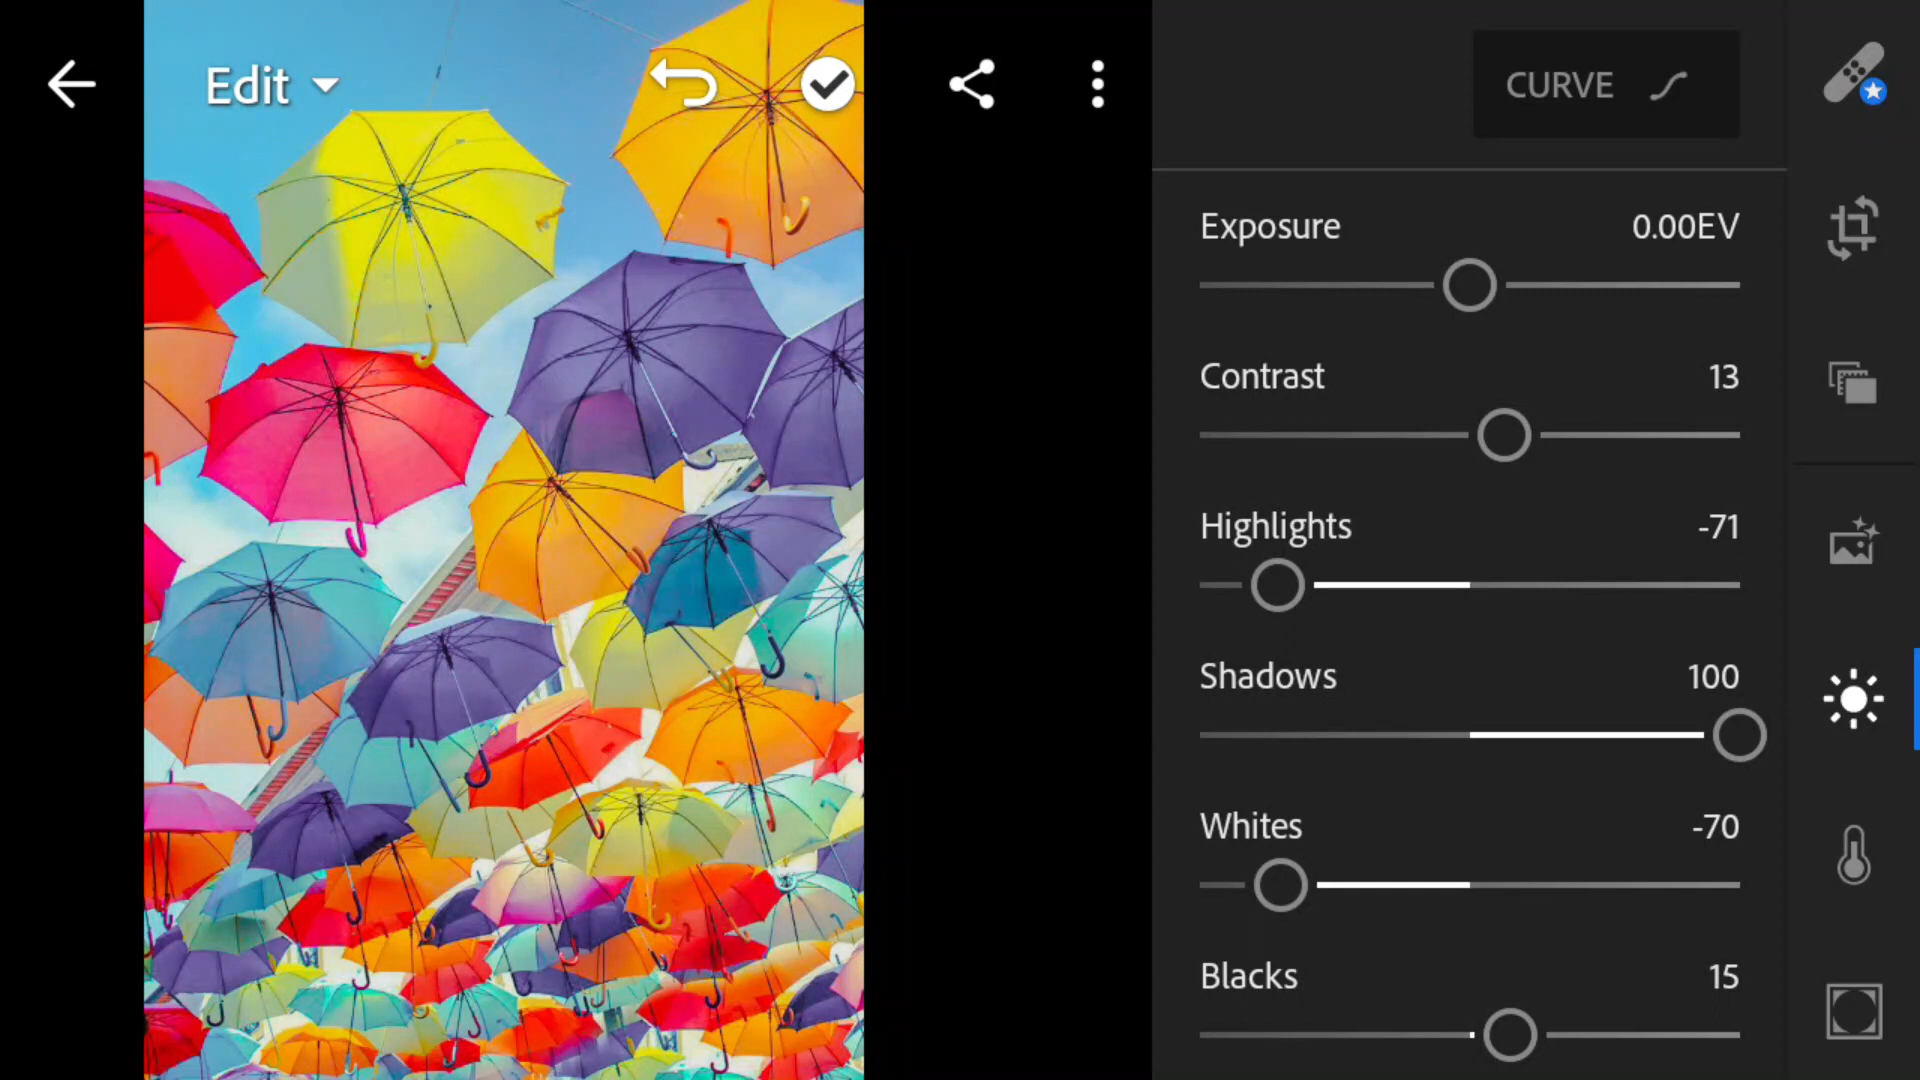 Edit
CURVE
Exposure 0.00EV
Contrast 13
Highlights -71
Shadows 100
Whites -70
Blacks 15